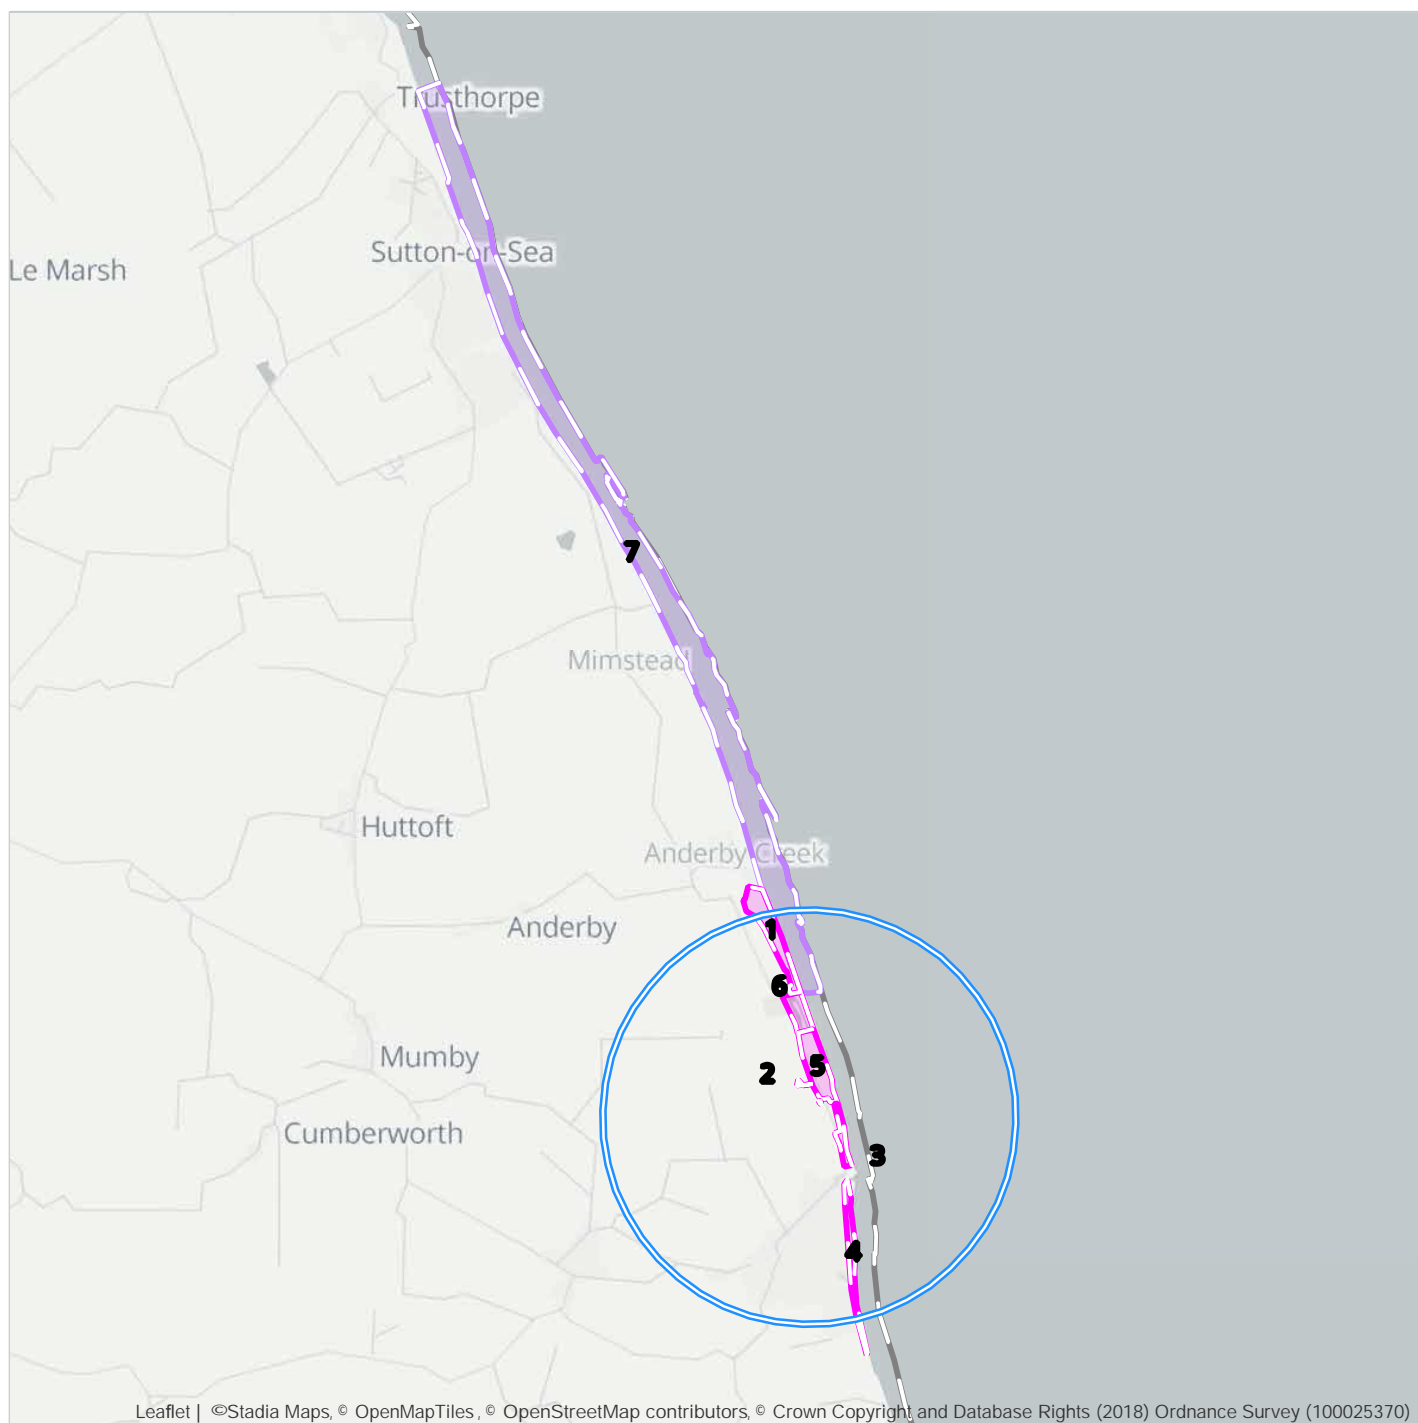 Trusthorpe
Sutton-on-Sea
Le Marsh
7
Mimstead
Huttoft
Anderby Creek
Anderby
1
6
Mumby
2
5
Cumberworth
3
4
Leaflet | ©Stadia Maps, © OpenMapTiles, © OpenStreetMap contributors, © Crown Copyright and Database Rights (2018) Ordnance Survey (100025370)